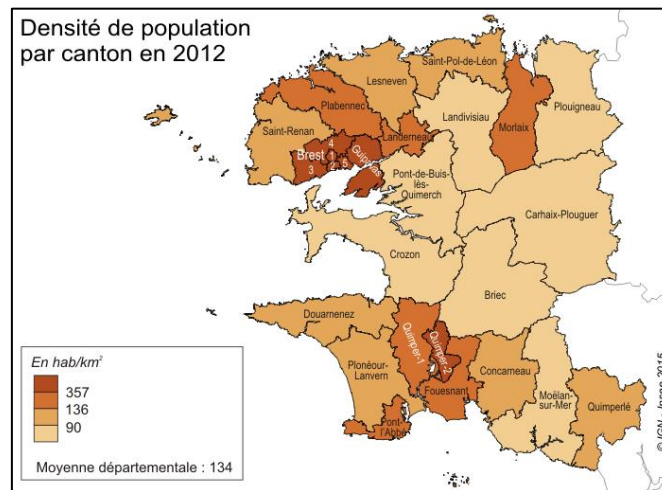 Densité de population
par canton en 2012
Saint-Pol-de-Léon
Lesneven
Plabennec
Landivisiau
Plouigneau
Morlaix
Saint-Renan
Landerneau
4
Guipavas
Brest
1
5
3
2
Pont-de-Buis-
lès-
Quimerch
Carhaix-Plouguer
Crozon
Briec
Douarnenez
Quimper-1
Quimper-2
Plonéour-
Lanvern
Concarneau
Fouesnant
Moëlan-
sur-Mer
Quimperlé
Pont-
l'Abbé
En hab/km²
357
136
90
Moyenne départementale : 134
© IGN - Insee 2015